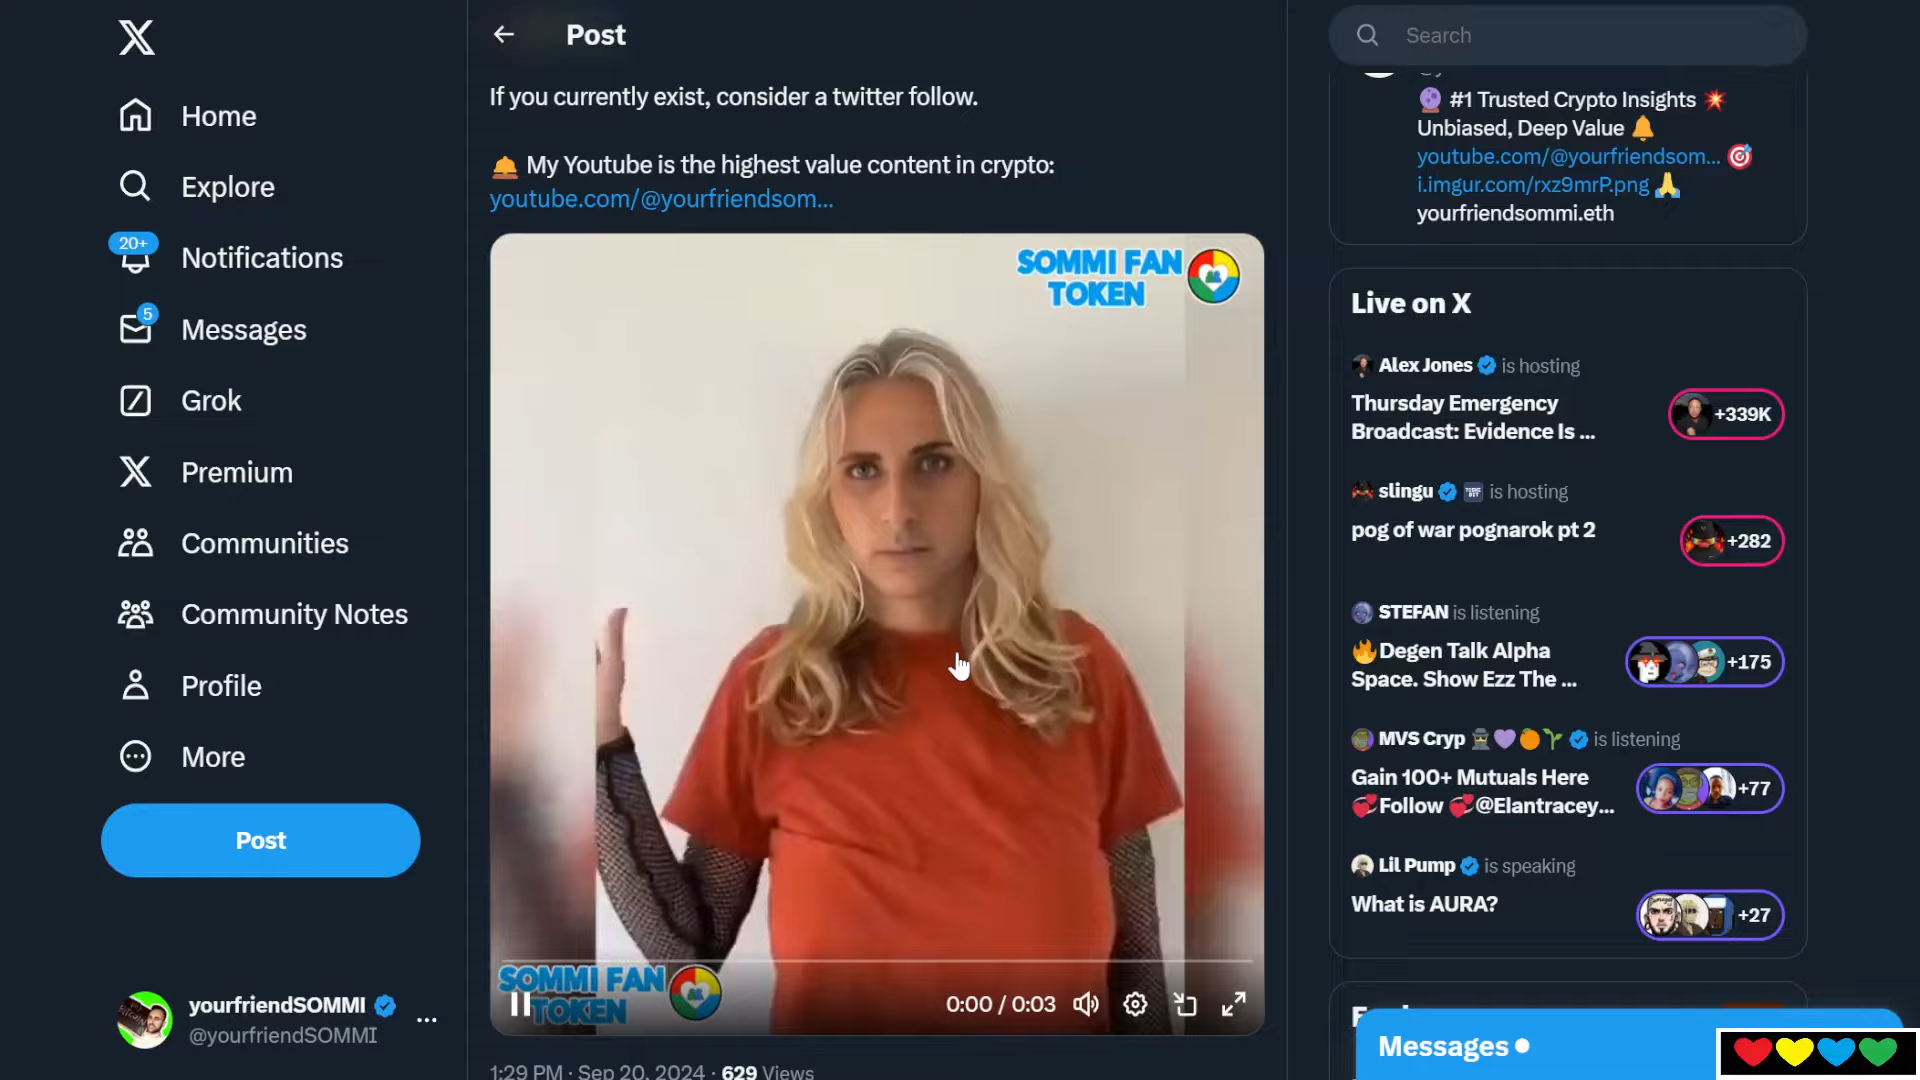 Home
Explore
20+
Notifications
5
Messages
Grok
Premium
Communities
Community Notes
Profile
More
Post
yourfriendSOMMI
@yourfriendSOMMI
Post
If you currently exist, consider a twitter follow.
My Youtube is the highest value content in crypto:
youtube.com/@yourfriendsom...
SOMMI FAN
TOKEN
SOMMI FAN
TOKEN
0:00 / 0:03
1:29 PM · Sep 20, 2024 · 629 Views
Search
#1 Trusted Crypto Insights
Unbiased, Deep Value
youtube.com/@yourfriendsom...
i.imgur.com/rxz9mrP.png
yourfriendsommi.eth
Live on X
Alex Jones is hosting
Thursday Emergency
Broadcast: Evidence Is ...
+339K
slingu is hosting
pog of war pognarok pt 2
+282
STEFAN is listening
Degen Talk Alpha
Space. Show Ezz The ...
+175
MVS Cryp is listening
Gain 100+ Mutuals Here
Follow @Elantracey...
+77
Lil Pump is speaking
What is AURA?
+27
Messages